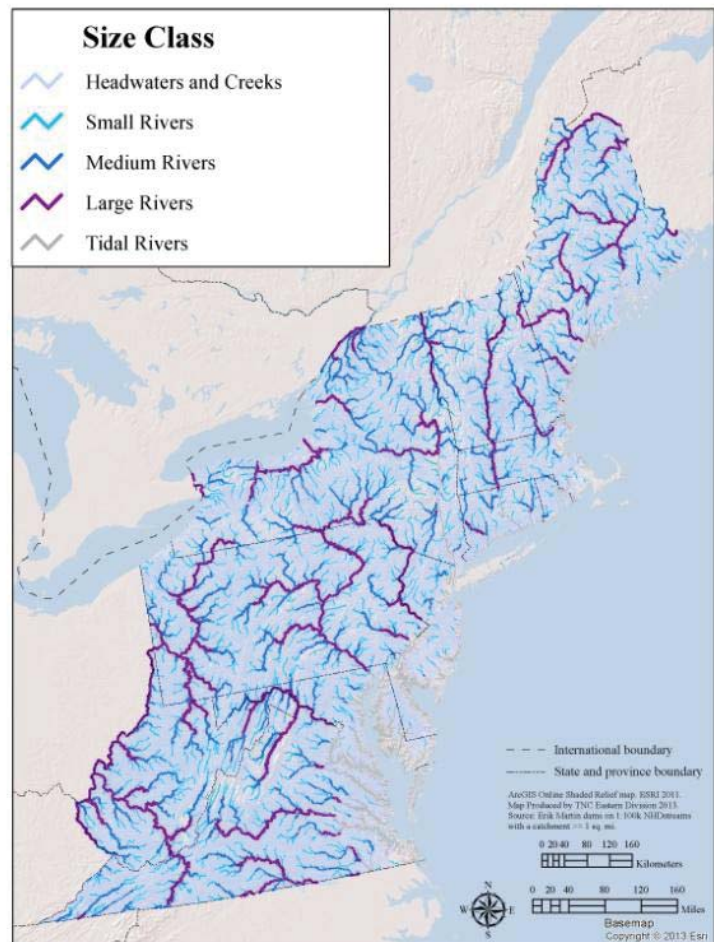 Size Class
Headwaters and Creeks
Small Rivers
Medium Rivers
Large Rivers
Tidal Rivers
International boundary
State and province boundary
ArcGIS Online Shaded Relief map. ESRI 2011.
Map Produced by TNC Eastern Division 2013.
Source: Erik Martin dams on 1:100k NHDstreams
with a catchment >= 1 sq. mi.
0 20 40 80 120 160
Kilometers
N
W E
S
0 20 40 80 120 160
Miles
Basemap
Copyright © 2013 Esri